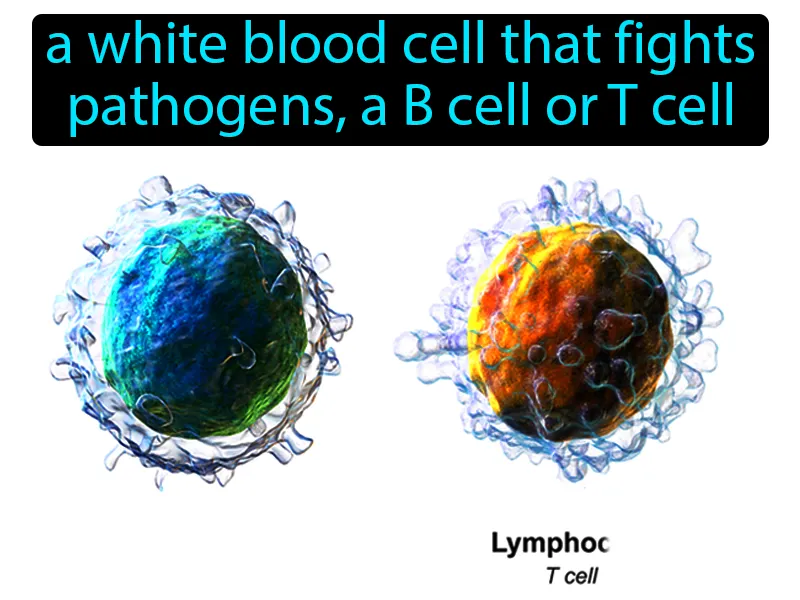 a white blood cell that fights
pathogens, a B cell or T cell
Lymphoc
T cell